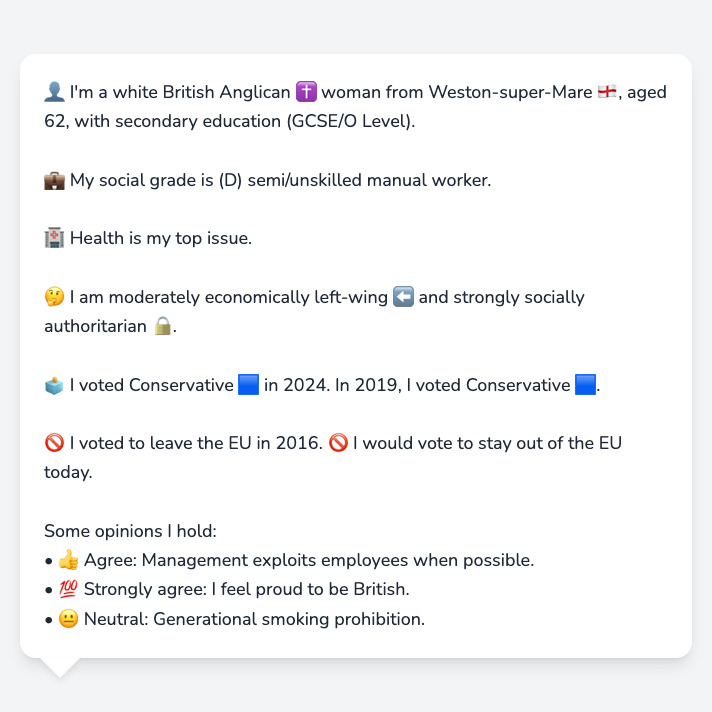 👤 I'm a white British Anglican ✝️ woman from Weston-super-Mare 🏴󠁧󠁢󠁥󠁮󠁧󠁿, aged
62, with secondary education (GCSE/O Level).
💼 My social grade is (D) semi/unskilled manual worker.
🏥 Health is my top issue.
🤔 I am moderately economically left-wing ⬅️ and strongly socially
authoritarian 🔒.
🗳️ I voted Conservative 🟦 in 2024. In 2019, I voted Conservative 🟦.
🚫 I voted to leave the EU in 2016. 🚫 I would vote to stay out of the EU
today.
Some opinions I hold:
• 👍 Agree: Management exploits employees when possible.
• 💯 Strongly agree: I feel proud to be British.
• 😐 Neutral: Generational smoking prohibition.